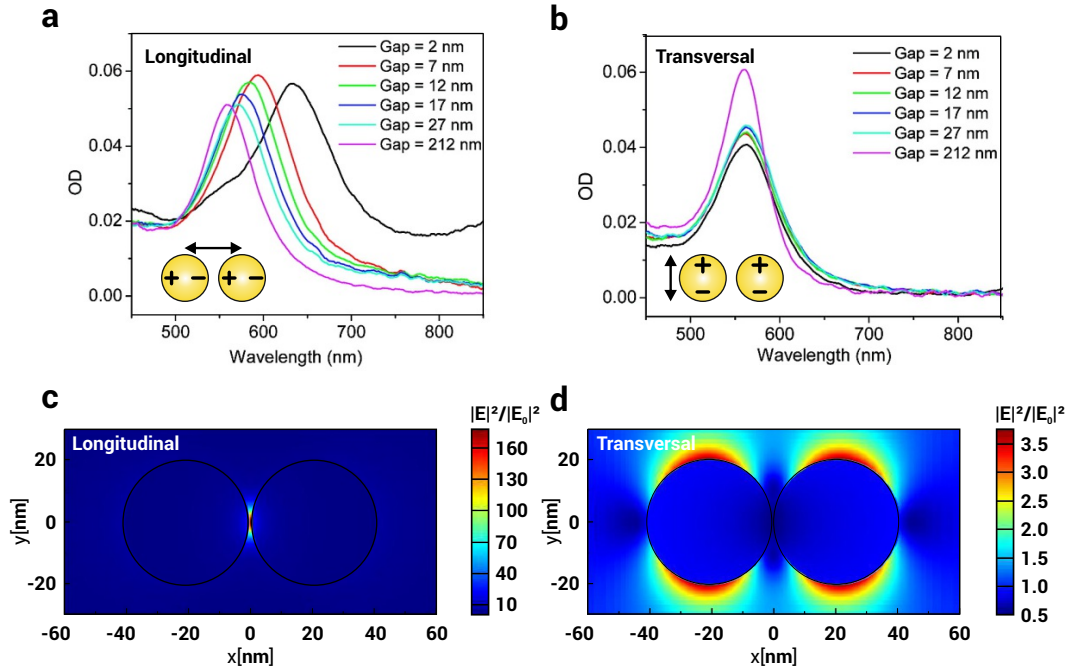 a
Longitudinal
Gap = 2 nm
Gap = 7 nm
Gap = 12 nm
Gap = 17 nm
Gap = 27 nm
Gap = 212 nm
0.06
0.04
0.02
0.00
OD
+ - + -
500 600 700 800
Wavelength (nm)
b
Transversal
Gap = 2 nm
Gap = 7 nm
Gap = 12 nm
Gap = 17 nm
Gap = 27 nm
Gap = 212 nm
0.06
0.04
0.02
0.00
OD
+ +
- -
500 600 700 800
Wavelength (nm)
c
|E|²/|E₀|²
Longitudinal
160
130
100
70
40
10
20
0
-20
y[nm]
-60 -40 -20 0 20 40 60
x[nm]
d
|E|²/|E₀|²
Transversal
3.5
3.0
2.5
2.0
1.5
1.0
0.5
20
0
-20
y[nm]
-60 -40 -20 0 20 40 60
x[nm]